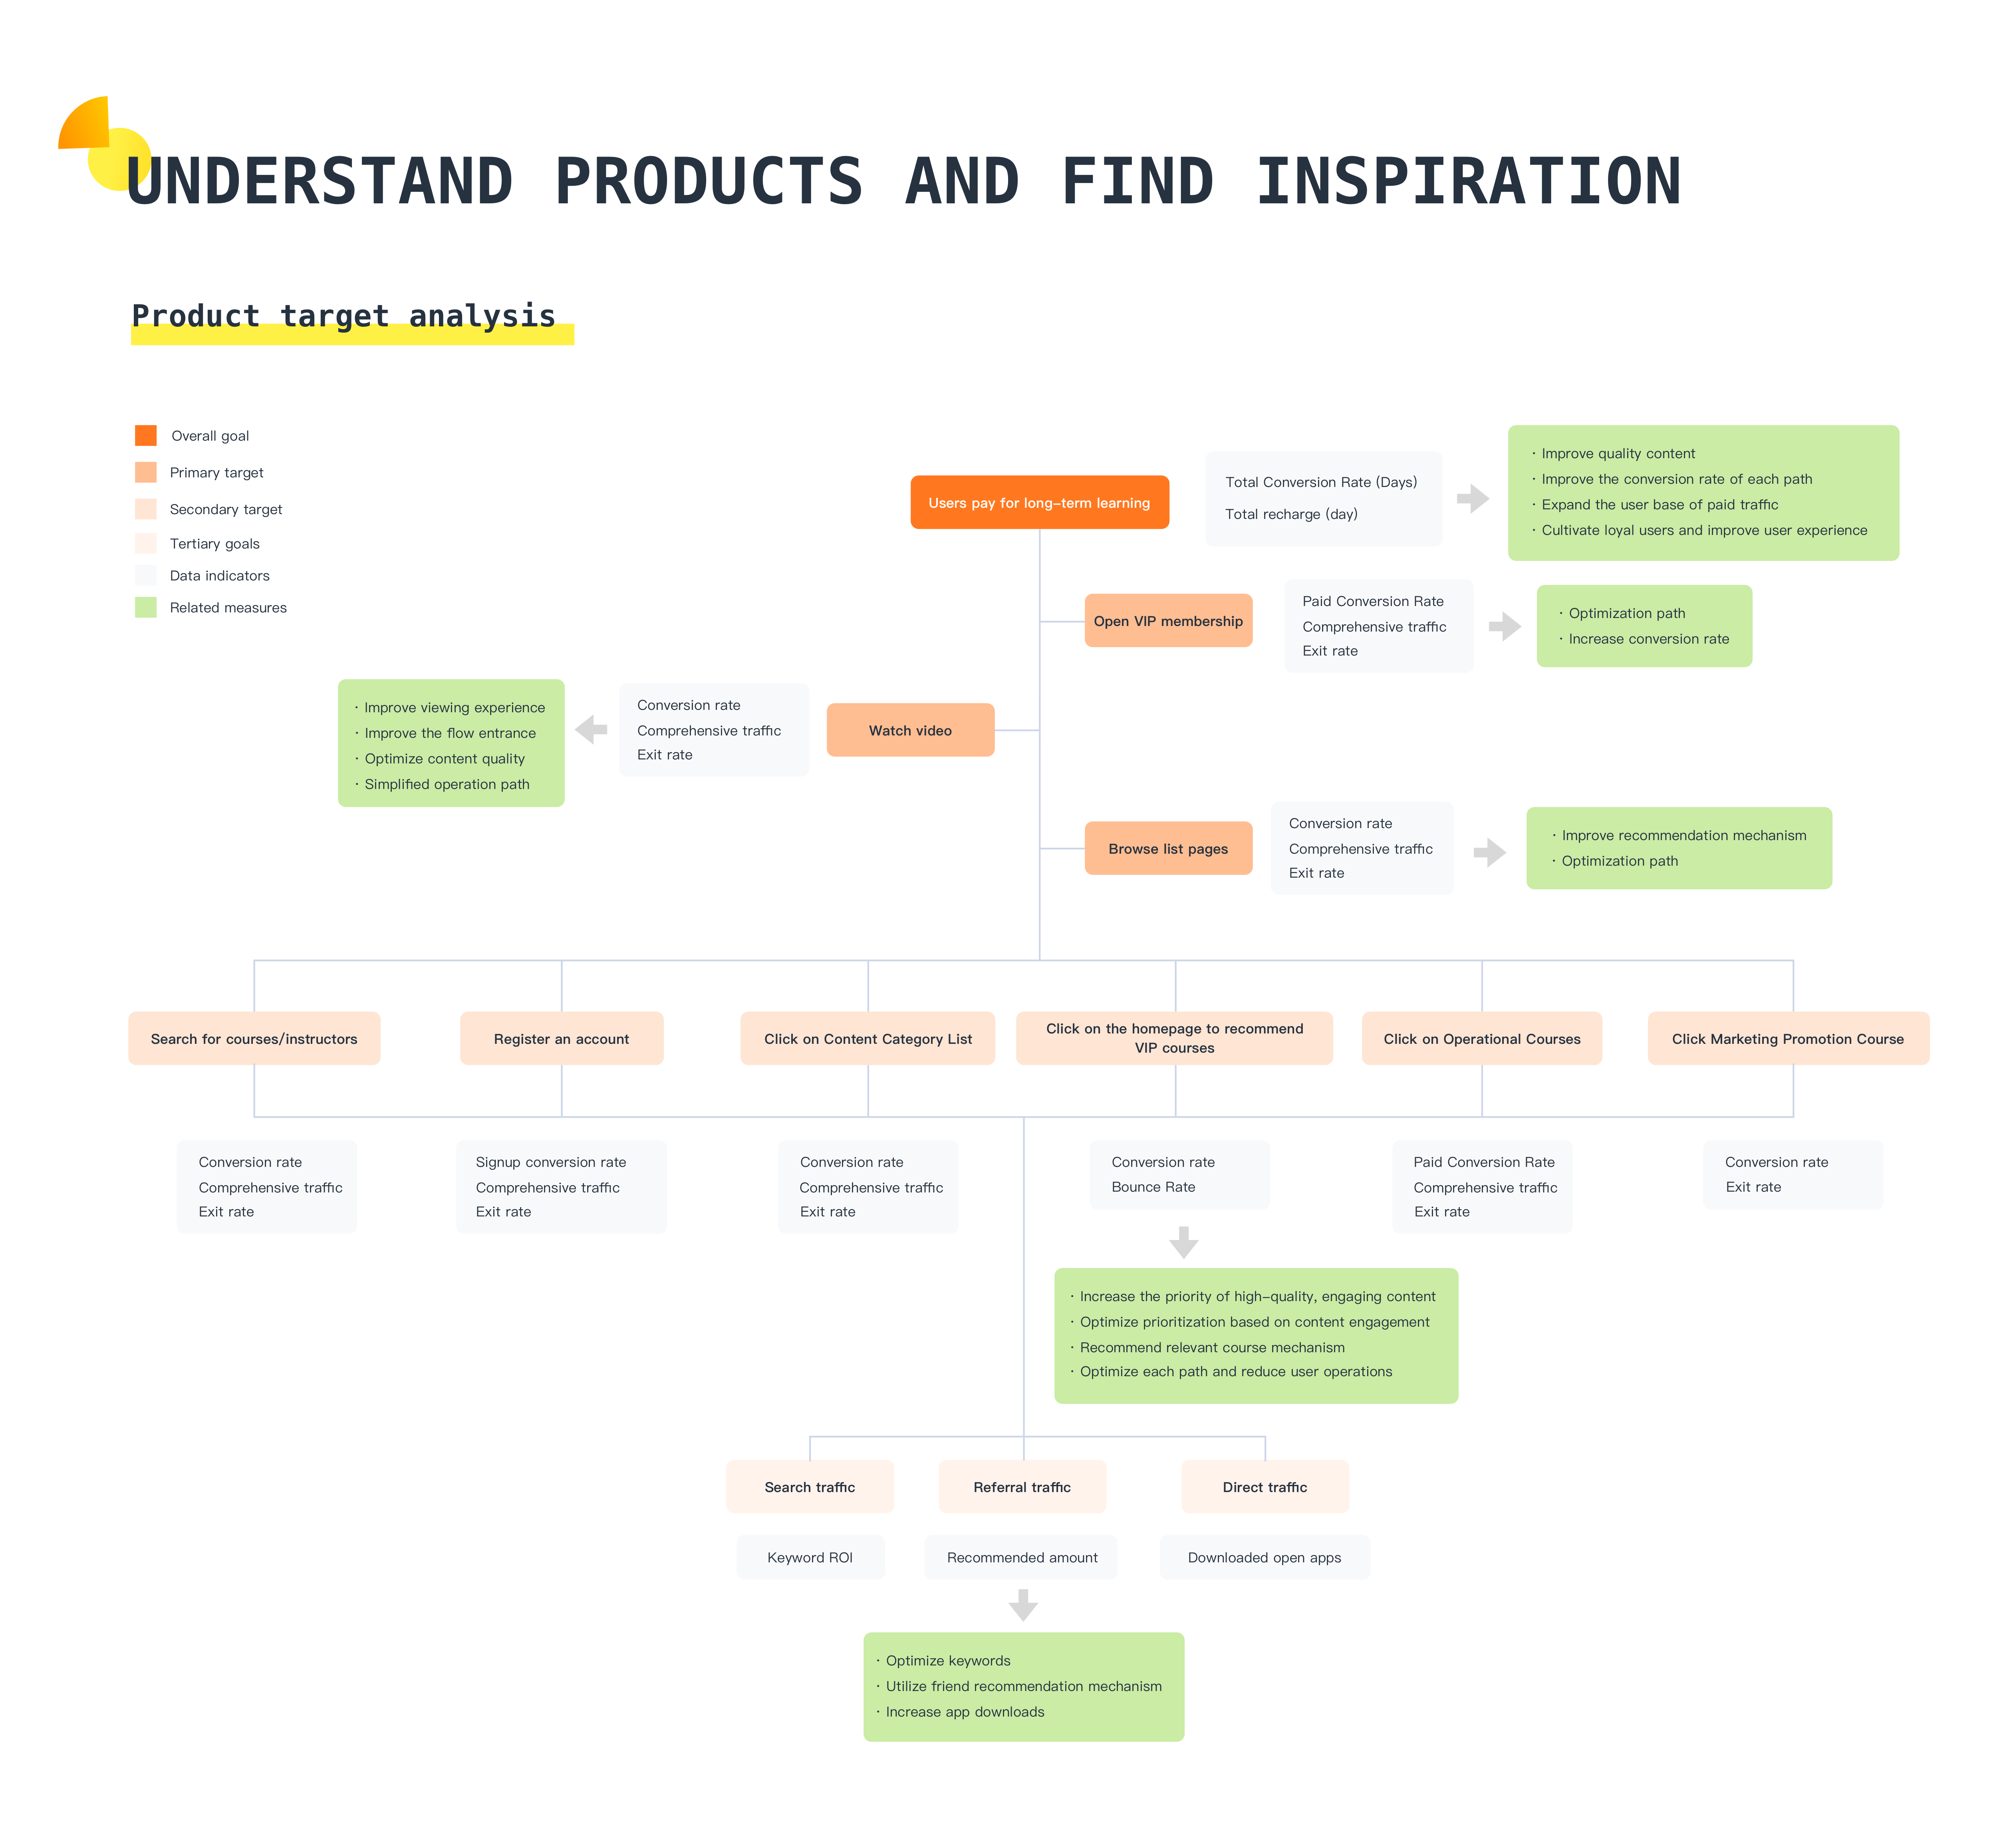 UNDERSTAND PRODUCTS AND FIND INSPIRATION
Product target analysis
Overall goal
Primary target
Secondary target
Tertiary goals
Data indicators
Related measures
Users pay for long-term learning
Total Conversion Rate (Days)
Total recharge (day)
· Improve quality content
· Improve the conversion rate of each path
· Expand the user base of paid traffic
· Cultivate loyal users and improve user experience
Open VIP membership
Paid Conversion Rate
Comprehensive traffic
Exit rate
· Optimization path
· Increase conversion rate
· Improve viewing experience
· Improve the flow entrance
· Optimize content quality
· Simplified operation path
Conversion rate
Comprehensive traffic
Exit rate
Watch video
Browse list pages
Conversion rate
Comprehensive traffic
Exit rate
· Improve recommendation mechanism
· Optimization path
Search for courses/instructors
Register an account
Click on Content Category List
Click on the homepage to recommend
VIP courses
Click on Operational Courses
Click Marketing Promotion Course
Conversion rate
Comprehensive traffic
Exit rate
Signup conversion rate
Comprehensive traffic
Exit rate
Conversion rate
Comprehensive traffic
Exit rate
Conversion rate
Bounce Rate
Paid Conversion Rate
Comprehensive traffic
Exit rate
Conversion rate
Exit rate
· Increase the priority of high-quality, engaging content
· Optimize prioritization based on content engagement
· Recommend relevant course mechanism
· Optimize each path and reduce user operations
Search traffic
Referral traffic
Direct traffic
Keyword ROI
Recommended amount
Downloaded open apps
· Optimize keywords
· Utilize friend recommendation mechanism
· Increase app downloads